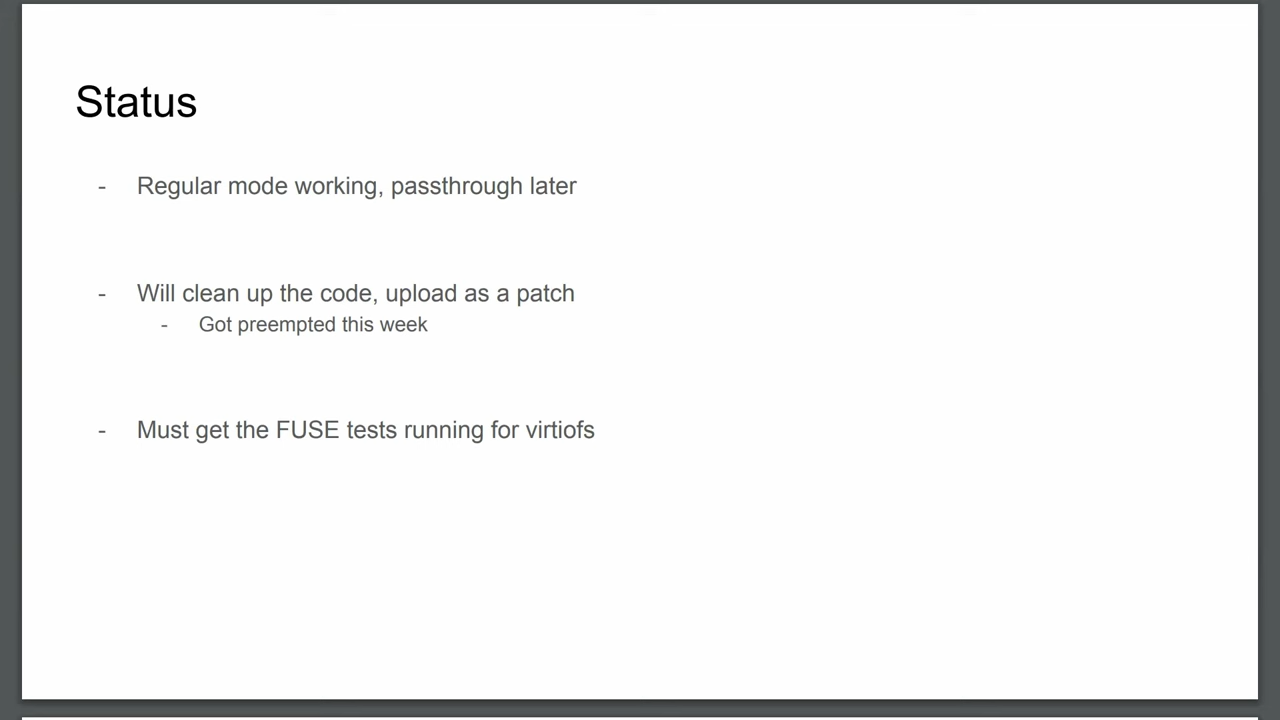 Status
- Regular mode working, passthrough later
- Will clean up the code, upload as a patch
- Got preempted this week
- Must get the FUSE tests running for virtiofs